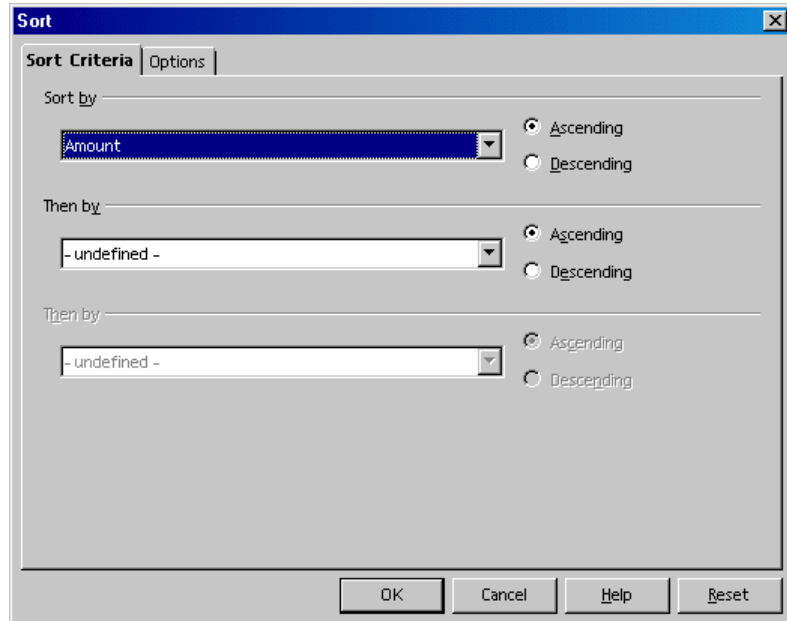 Sort
Sort Criteria Options
Sort by
Amount
Ascending
Descending
Then by
- undefined -
Ascending
Descending
Then by
- undefined -
Ascending
Descending
OK Cancel Help Reset